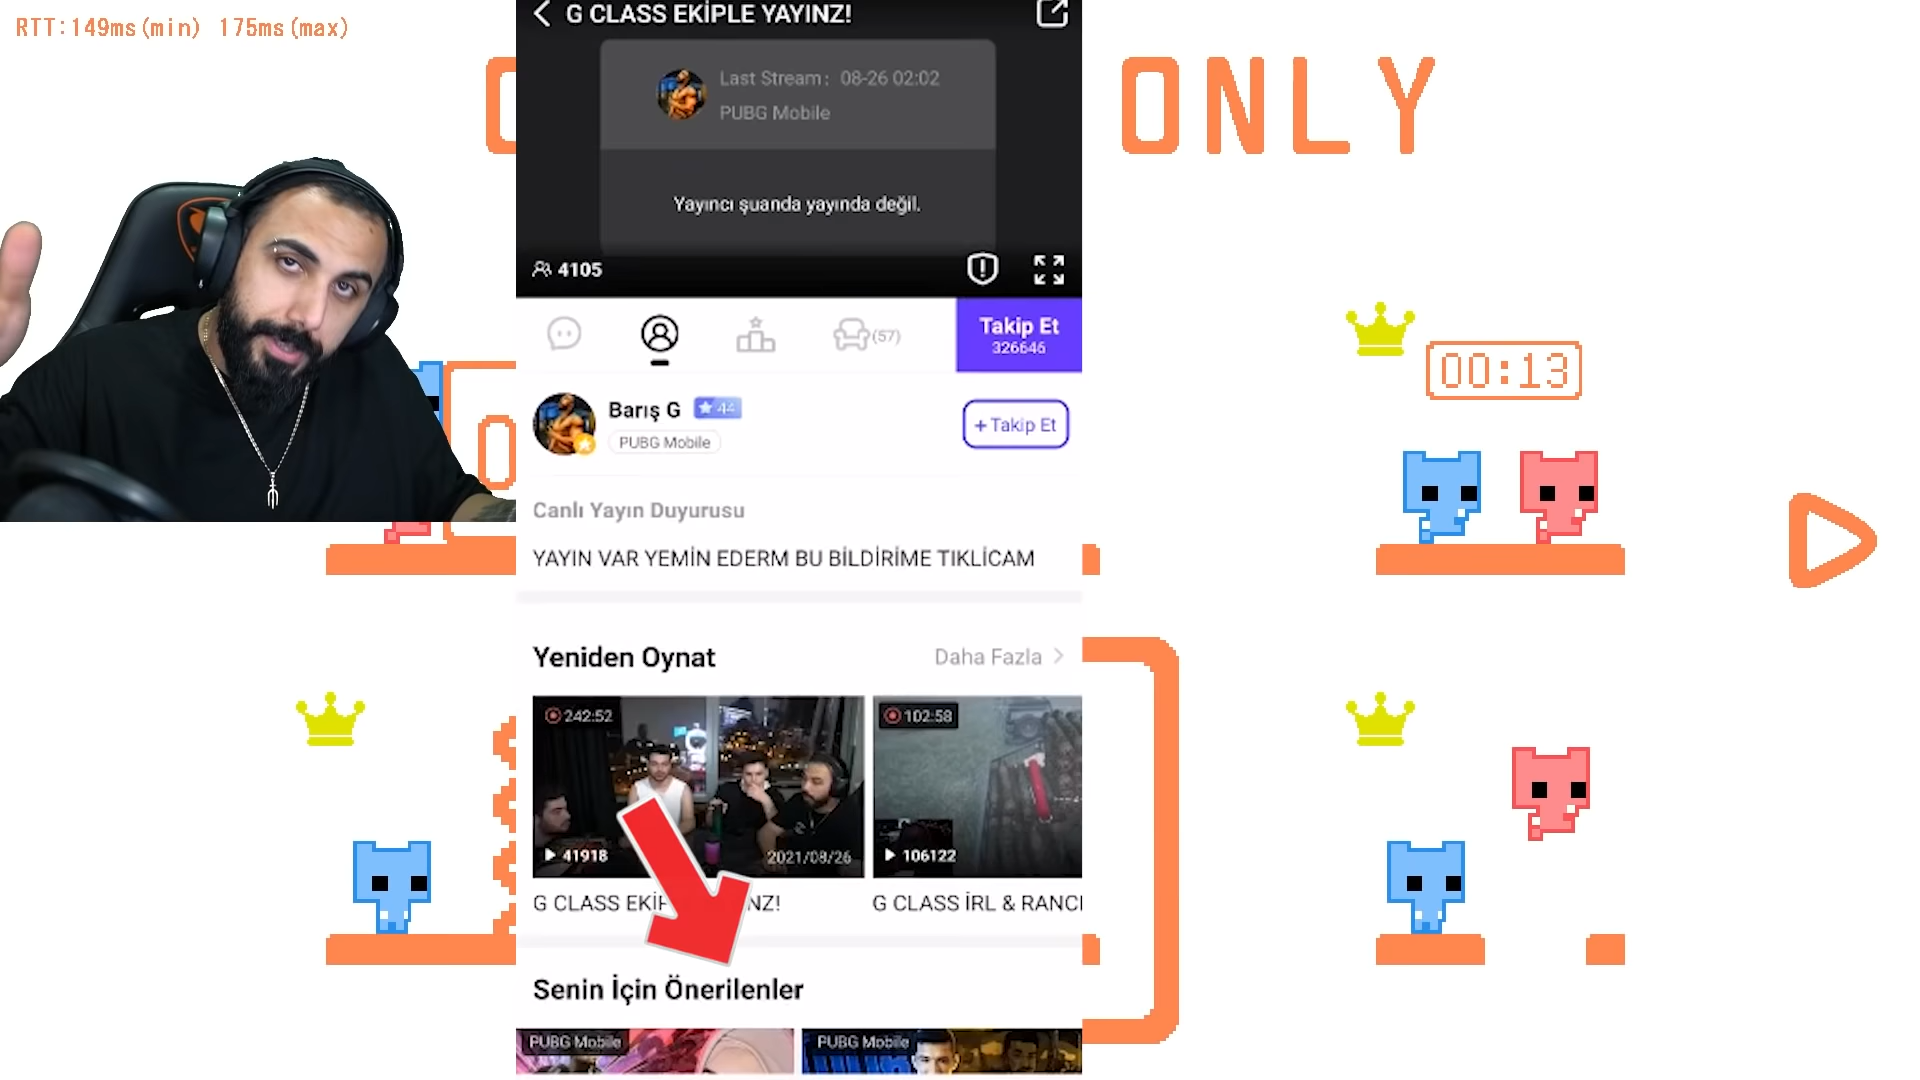 RTT:149ms(min) 175ms(max)
ONLY
G CLASS EKİPLE YAYINZ!
Last Stream: 08-26 02:02
PUBG Mobile
Yayıncı şuanda yayında değil.
4105
(57)
Takip Et
326646
Barış G
44
PUBG Mobile
+Takip Et
Canlı Yayın Duyurusu
YAYIN VAR YEMİN EDERM BU BİLDİRİME TIKLİCAM
Yeniden Oynat
Daha Fazla
242:52
102:58
41918
2021/08/26
106122
G CLASS
G CLASS İRL &
Senin İçin Önerilenler
PUBG Mobile
PUBG Mobile
00:13